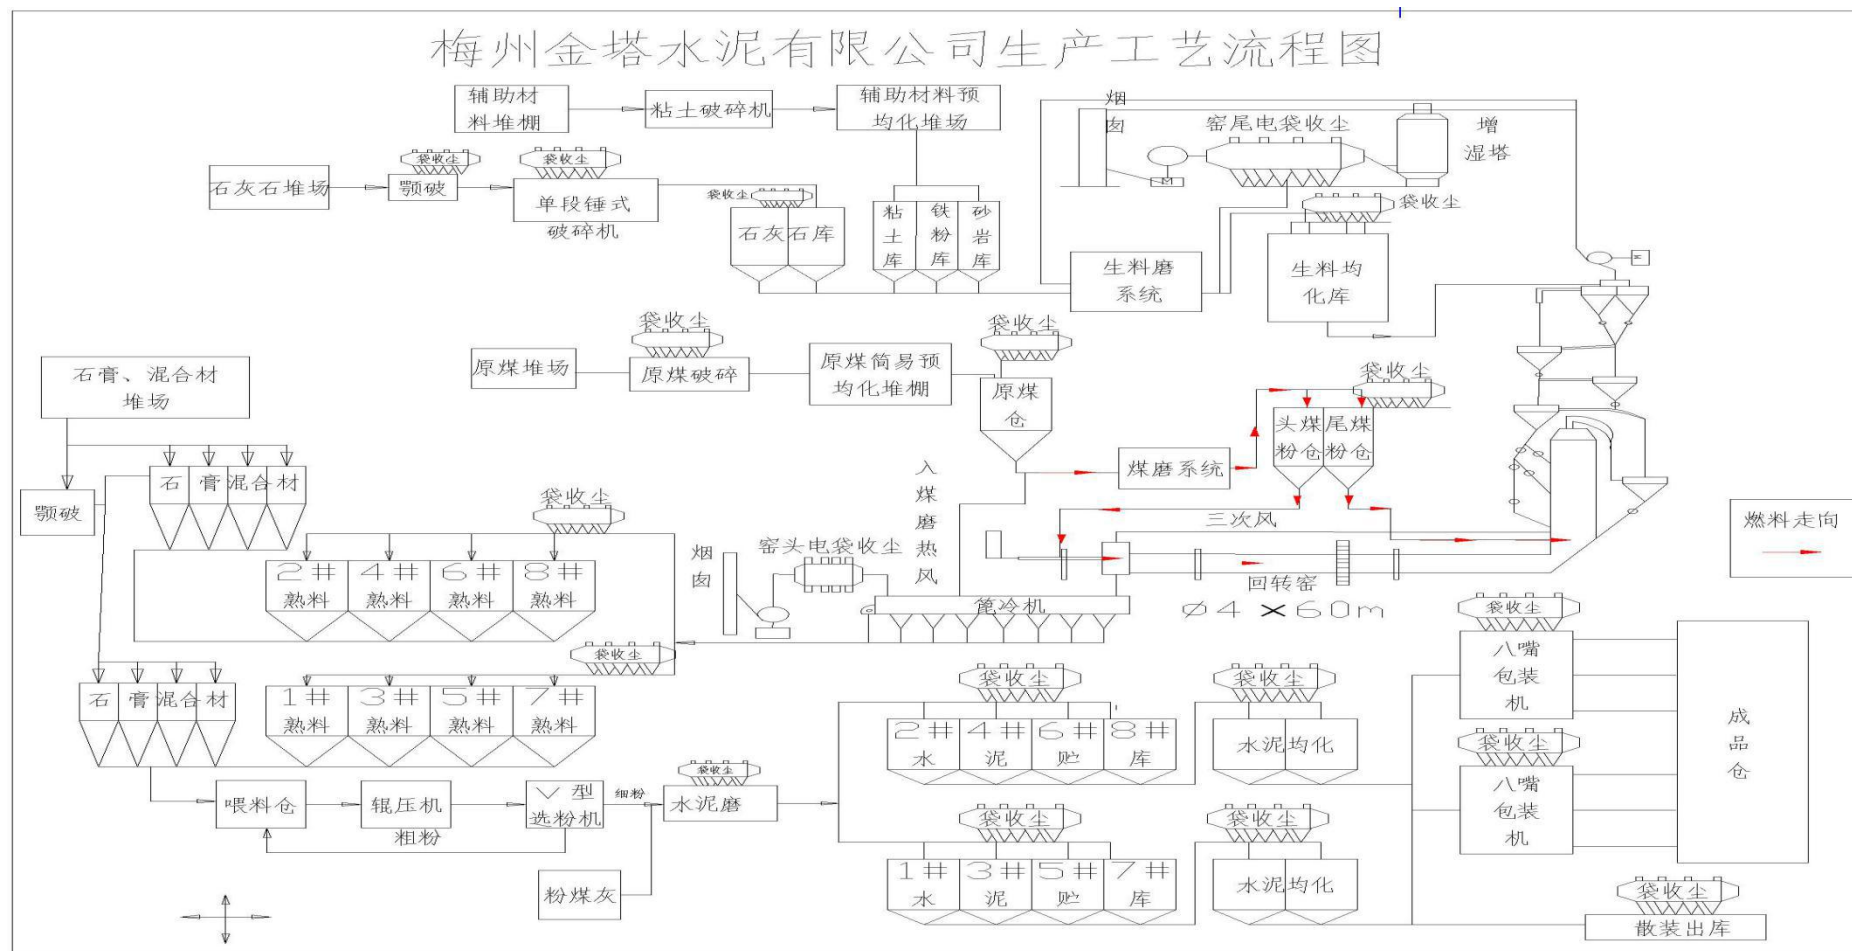 梅州金塔水泥有限公司生产工艺流程图
辅助材
料堆棚
粘土破碎机
辅助材料预
均化堆场
烟
囱
窑尾电袋收尘
增
湿塔
M
石灰石堆场
袋收尘
颚破
袋收尘
单段锤式
破碎机
袋收尘
石灰石库
粘
土
库
铁
粉
库
砂
岩
库
袋收尘
生料磨
系统
生料均
化库
M
原煤堆场
袋收尘
原煤破碎
原煤简易预
均化堆棚
袋收尘
原煤
仓
袋收尘
头煤
粉仓
尾煤
粉仓
煤磨系统
入
煤
磨
热
风
三次风
燃料走向
石膏、混合材
堆场
石膏混合材
颚破
袋收尘
2# 4# 6# 8#
熟料 熟料 熟料 熟料
烟
囱
窑头电袋收尘
篦冷机
回转窑
Ø4×60m
袋收尘
石膏混合材
1# 3# 5# 7#
熟料 熟料 熟料 熟料
喂料仓
辊压机
V型
选粉机
细粉
粗粉
粉煤灰
袋收尘
水泥磨
袋收尘
2# 4# 6# 8#
水 泥 贮 库
袋收尘
水泥均化
袋收尘
1# 3# 5# 7#
水 泥 贮 库
袋收尘
水泥均化
袋收尘
八嘴
包装
机
袋收尘
八嘴
包装
机
成
品
仓
袋收尘
散装出库